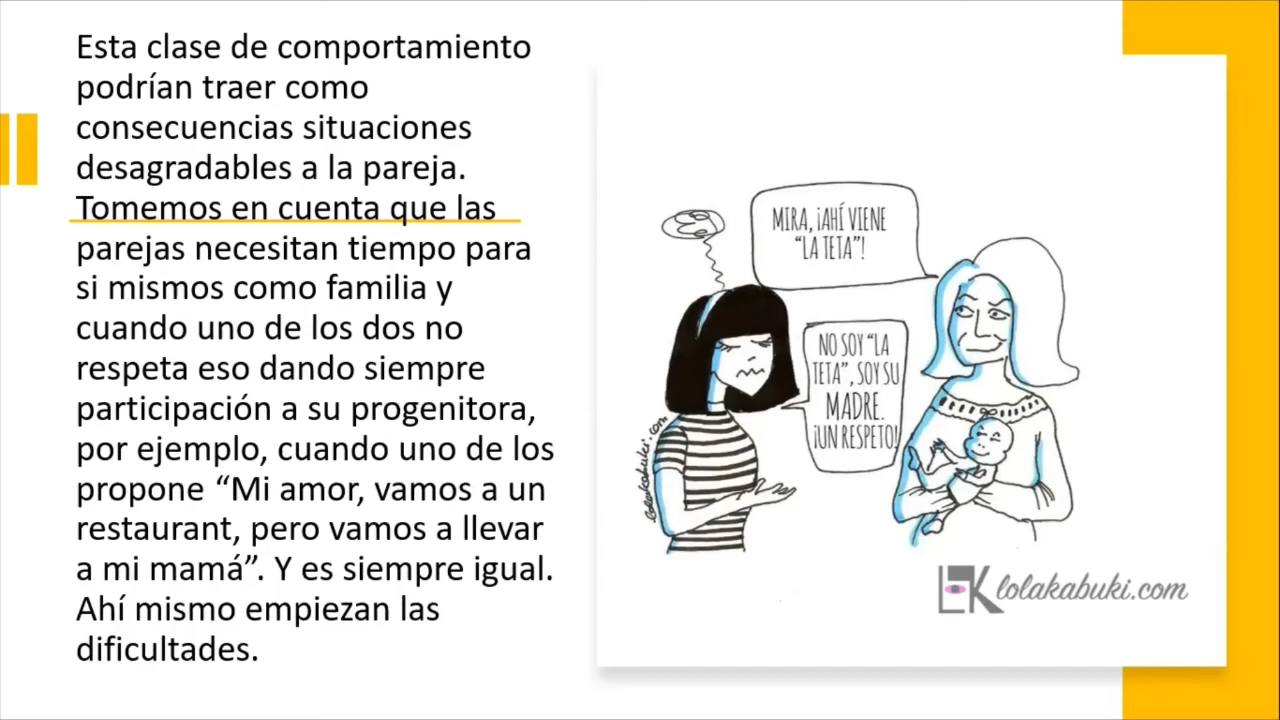 Esta clase de comportamiento
podrían traer como
consecuencias situaciones
desagradables a la pareja.
Tomemos en cuenta que las
parejas necesitan tiempo para
si mismos como familia y
cuando uno de los dos no
respeta eso dando siempre
participación a su progenitora,
por ejemplo, cuando uno de los
propone “Mi amor, vamos a un
restaurant, pero vamos a llevar
a mi mamá”. Y es siempre igual.
Ahí mismo empiezan las
dificultades.
MIRA, ¡AHÍ VIENE
“LA TETA”!
NO SOY “LA
TETA”, SOY SU
MADRE.
¡UN RESPETO!
lolakabuki.com
LK lolakabuki.com